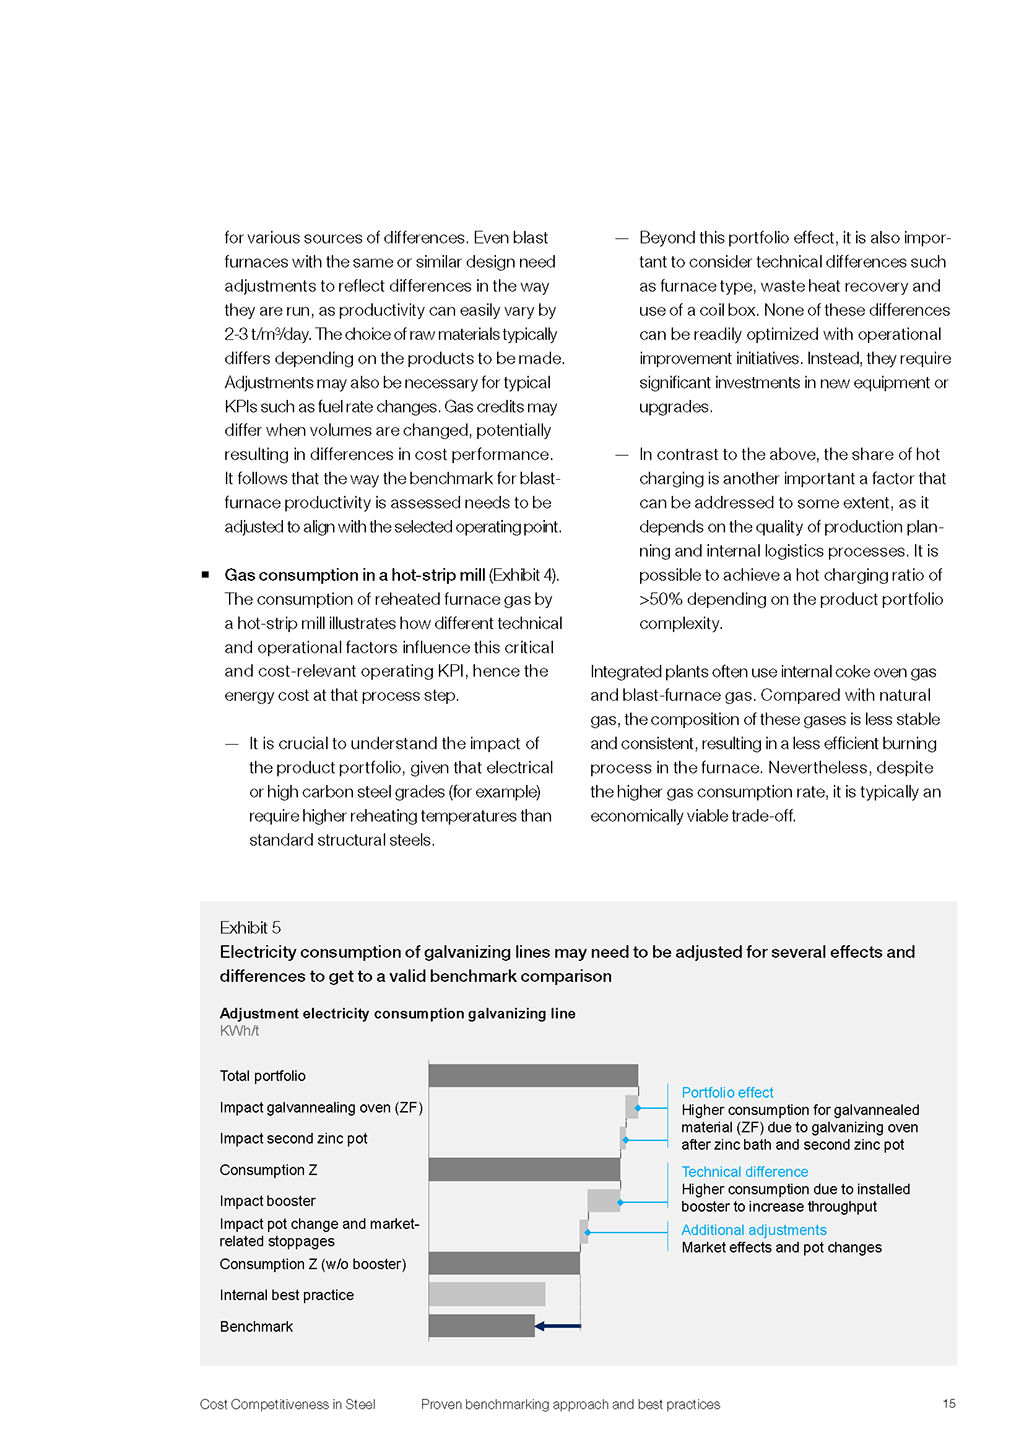 for various sources of differences. Even blast
furnaces with the same or similar design need
adjustments to reflect differences in the way
they are run, as productivity can easily vary by
2-3 t/m³/day. The choice of raw materials typically
differs depending on the products to be made.
Adjustments may also be necessary for typical
KPIs such as fuel rate changes. Gas credits may
differ when volumes are changed, potentially
resulting in differences in cost performance.
It follows that the way the benchmark for blast-
furnace productivity is assessed needs to be
adjusted to align with the selected operating point.
▪ Gas consumption in a hot-strip mill (Exhibit 4).
The consumption of reheated furnace gas by
a hot-strip mill illustrates how different technical
and operational factors influence this critical
and cost-relevant operating KPI, hence the
energy cost at that process step.
— It is crucial to understand the impact of
the product portfolio, given that electrical
or high carbon steel grades (for example)
require higher reheating temperatures than
standard structural steels.
— Beyond this portfolio effect, it is also impor-
tant to consider technical differences such
as furnace type, waste heat recovery and
use of a coil box. None of these differences
can be readily optimized with operational
improvement initiatives. Instead, they require
significant investments in new equipment or
upgrades.
— In contrast to the above, the share of hot
charging is another important a factor that
can be addressed to some extent, as it
depends on the quality of production plan-
ning and internal logistics processes. It is
possible to achieve a hot charging ratio of
>50% depending on the product portfolio
complexity.
Integrated plants often use internal coke oven gas
and blast-furnace gas. Compared with natural
gas, the composition of these gases is less stable
and consistent, resulting in a less efficient burning
process in the furnace. Nevertheless, despite
the higher gas consumption rate, it is typically an
economically viable trade-off.
Exhibit 5
Electricity consumption of galvanizing lines may need to be adjusted for several effects and
differences to get to a valid benchmark comparison
Adjustment electricity consumption galvanizing line
KWh/t
Total portfolio
Impact galvannealing oven (ZF)
Impact second zinc pot
Consumption Z
Impact booster
Impact pot change and market-
related stoppages
Consumption Z (w/o booster)
Internal best practice
Benchmark
Portfolio effect
Higher consumption for galvannealed
material (ZF) due to galvanizing oven
after zinc bath and second zinc pot
Technical difference
Higher consumption due to installed
booster to increase throughput
Additional adjustments
Market effects and pot changes
Cost Competitiveness in Steel Proven benchmarking approach and best practices 15